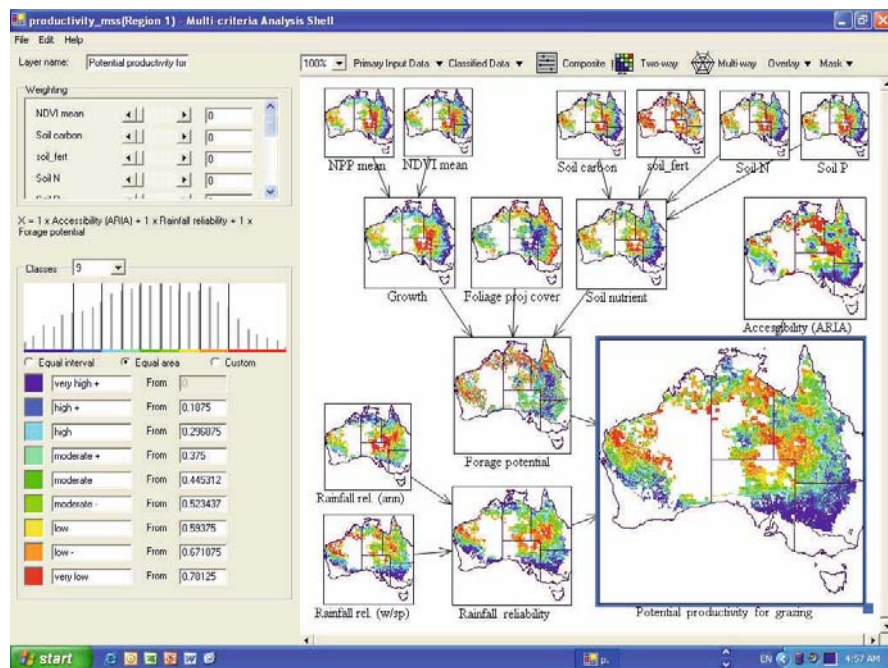 productivity_mss(Region 1) - Multi-criteria Analysis Shell
File Edit Help
Layer name: Potential productivity for
100% Primary Input Data Classified Data Composite Two-way Multi-way Overlay Mask
Weighting
NDVI mean 0
Soil carbon 0
soil_fert 0
Soil N 0
X = 1 x Accessibility (ARIA) + 1 x Rainfall reliability + 1 x
Forage potential
Classes 9
Equal interval Equal area Custom
very high + From 0
high + From 0.1875
high From 0.296875
moderate + From 0.375
moderate From 0.445312
moderate - From 0.523437
low From 0.59375
low - From 0.671875
very low From 0.78125
NPP mean NDVI mean Soil carbon soil_fert Soil N Soil P
Growth Foliage proj cover Soil nutrient
Accessibility (ARIA)
Forage potential
Rainfall rel. (ann)
Rainfall rel. (w/sp) Rainfall reliability Potential productivity for grazing
start p. EN 4:57 AM